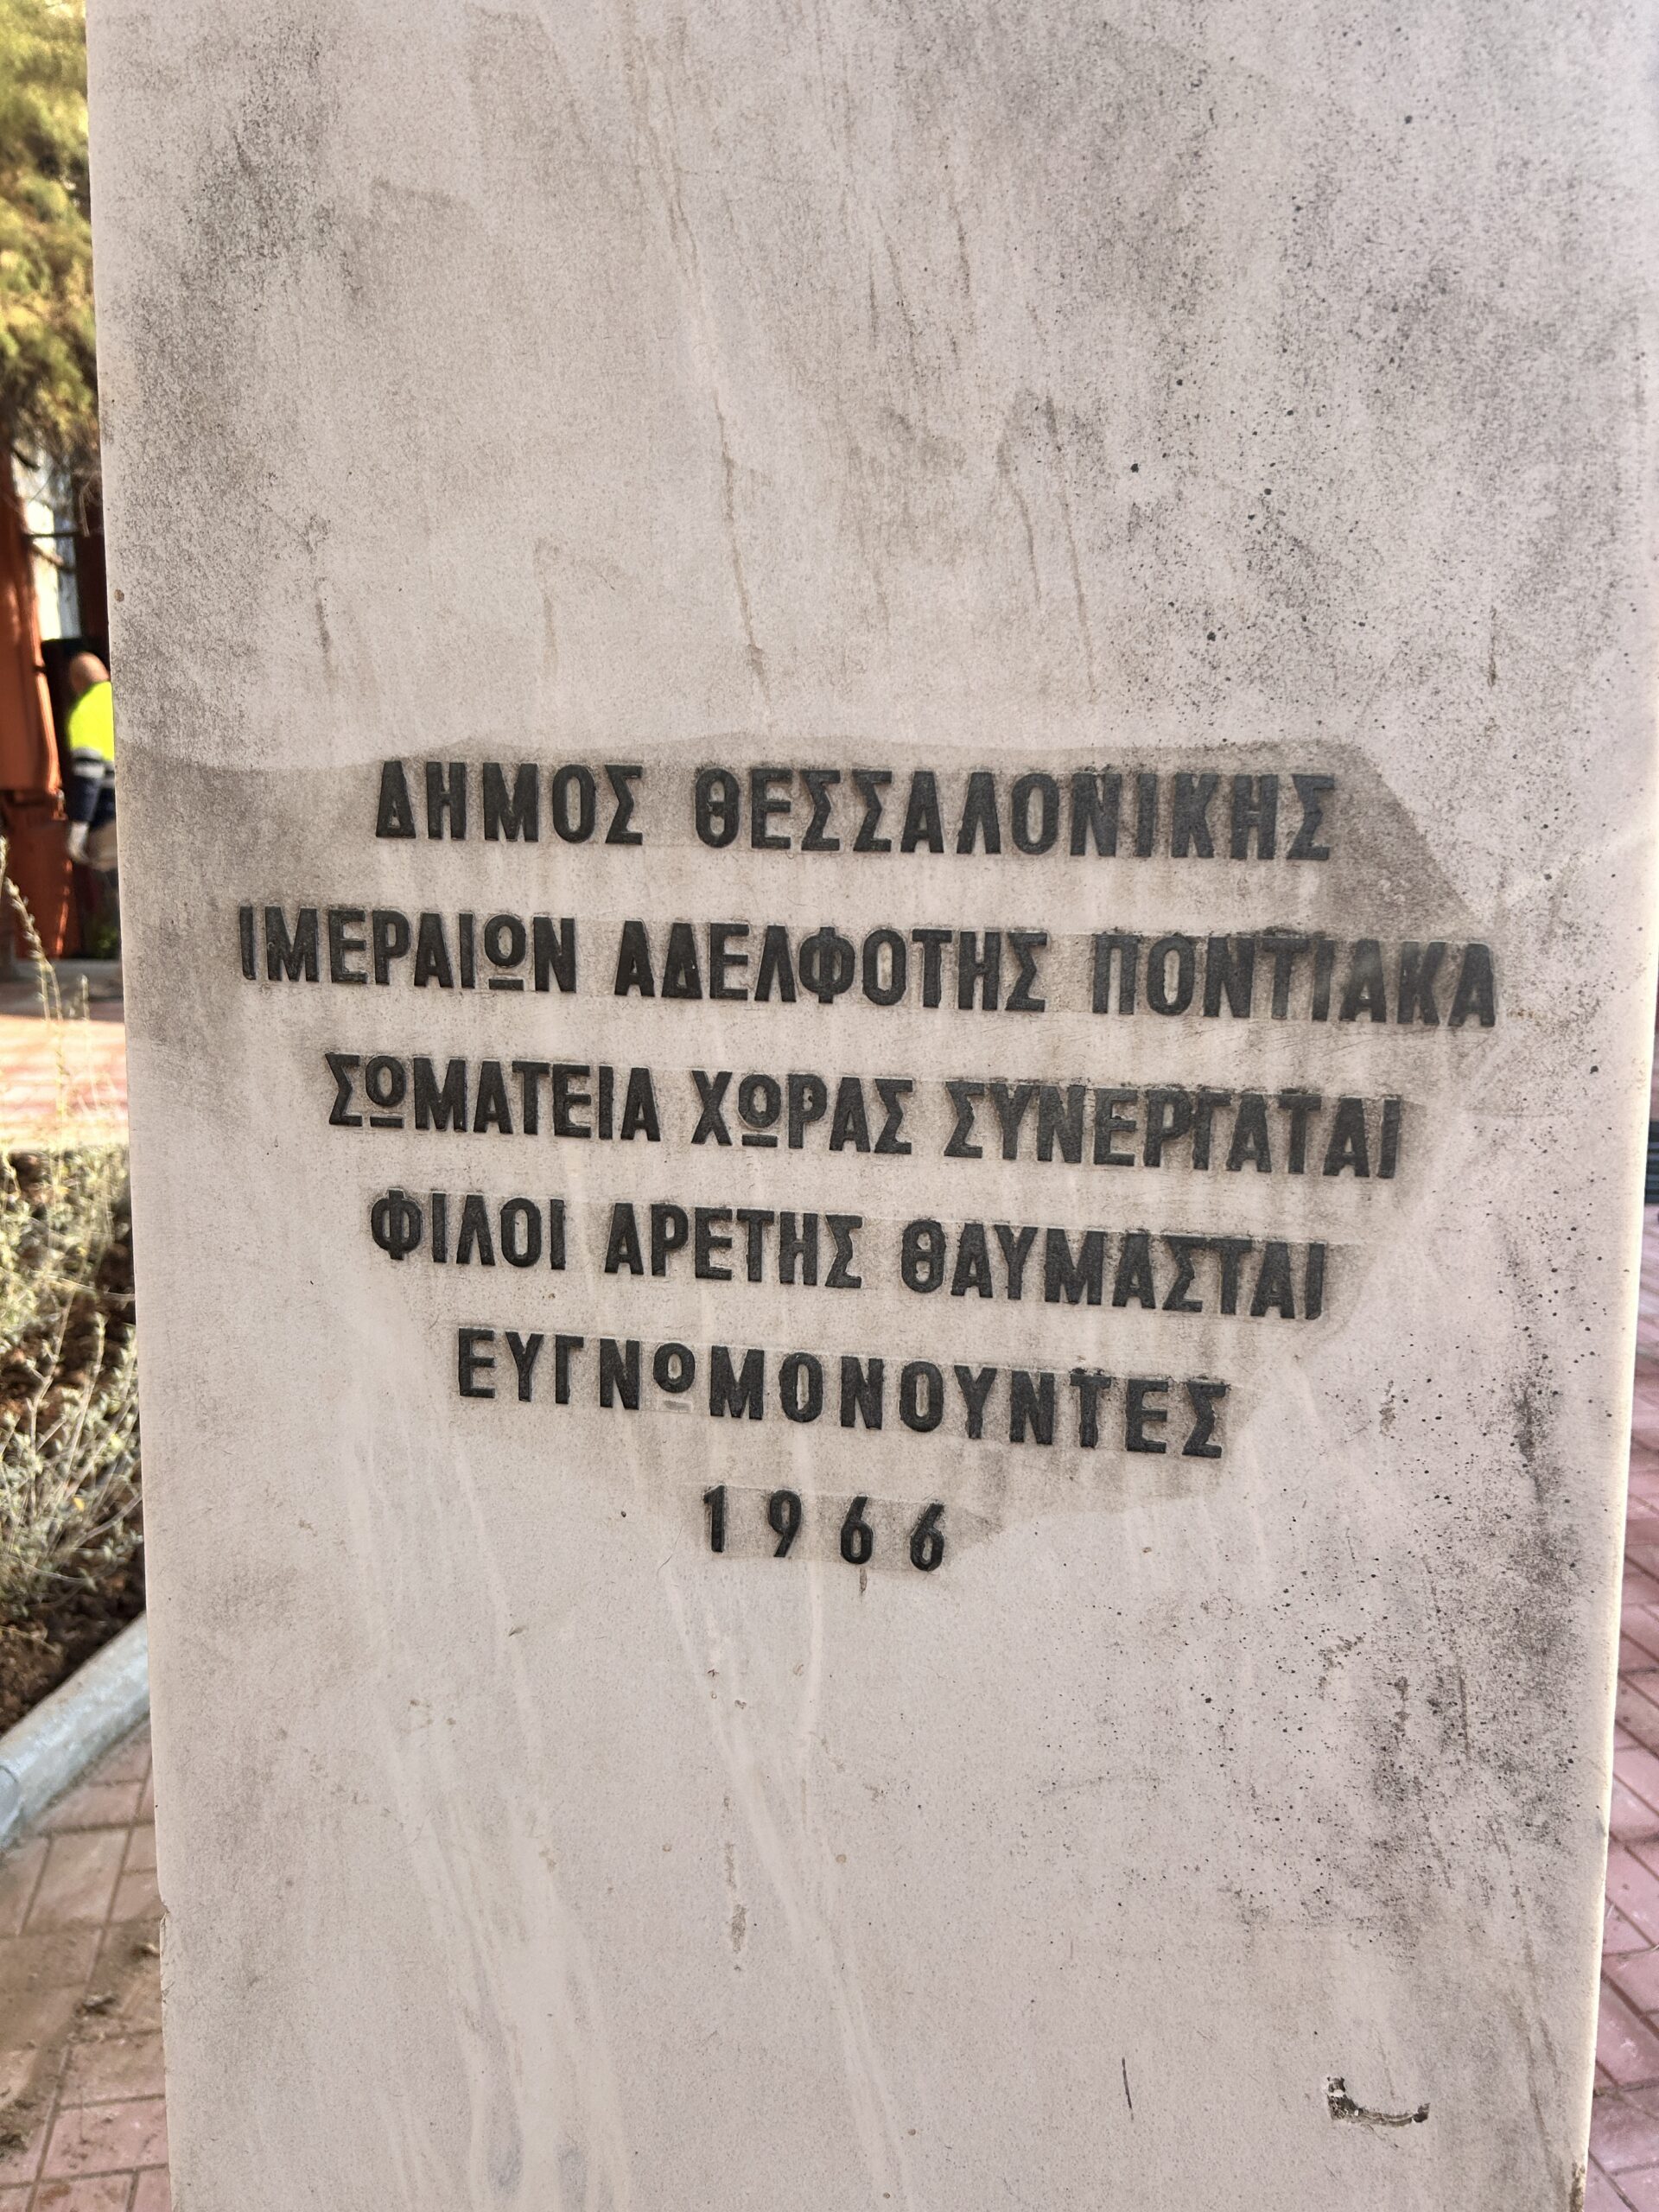 ΔΗΜΟΣ ΘΕΣΣΑΛΟΝΙΚΗΣ
ΙΜΕΡΑΙΩΝ ΑΔΕΛΦΟΤΗΣ ΠΟΝΤΙΑΚΑ
ΣΩΜΑΤΕΙΑ ΧΩΡΑΣ ΣΥΝΕΡΓΑΤΑΙ
ΦΙΛΟΙ ΑΡΕΤΗΣ ΘΑΥΜΑΣΤΑΙ
ΕΥΓΝΩΜΟΝΟΥΝΤΕΣ
1966